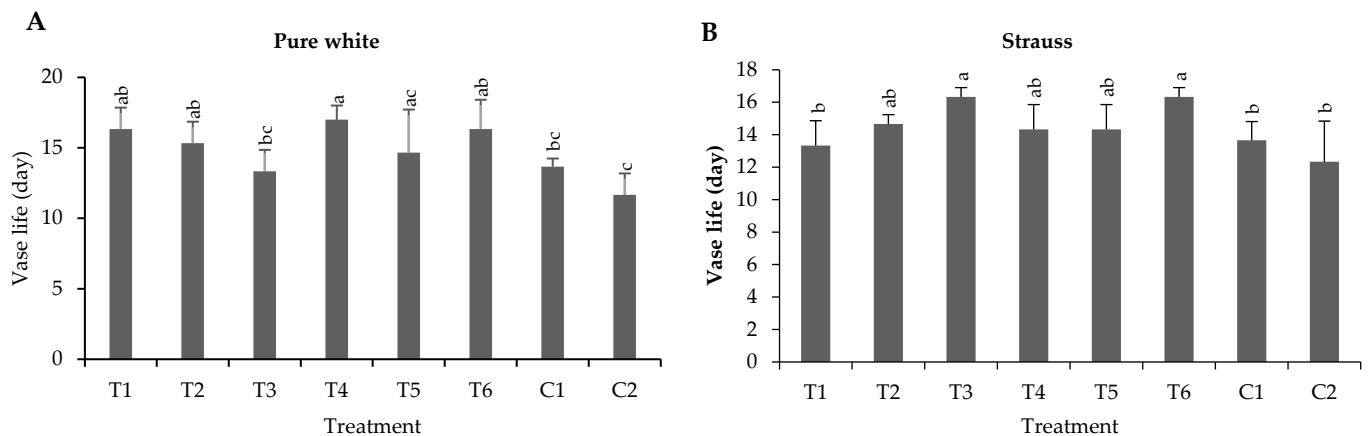 A
Pure white
Vase life (day)
20
15
10
5
0
ab
ab
bc
a
ac
ab
bc
c
T1 T2 T3 T4 T5 T6 C1 C2
Treatment
B
Strauss
Vase life (day)
18
16
14
12
10
8
6
4
2
0
b
ab
a
ab
ab
a
b
b
T1 T2 T3 T4 T5 T6 C1 C2
Treatment